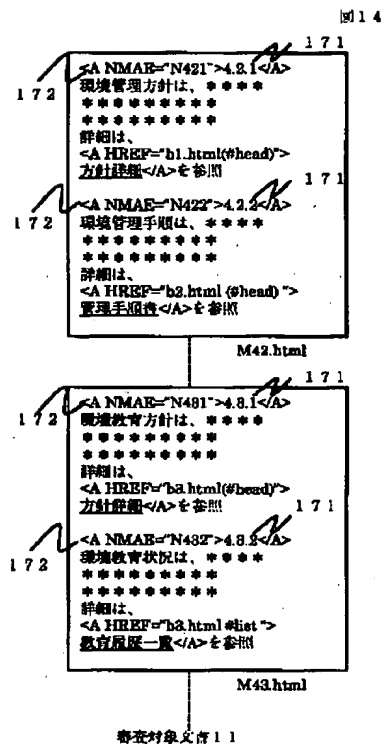 図14
171
<A NMAE="N421">4.2.1</A>
172
環境管理方針は、＊＊＊＊
＊＊＊＊＊＊＊＊＊
＊＊＊＊＊＊＊＊＊
詳細は、
<A HREF="b1.html(#head)">
方針詳細</A>を参照
171
<A NMAE="N422">4.2.2</A>
172
環境管理手順は、＊＊＊＊
＊＊＊＊＊＊＊＊＊
＊＊＊＊＊＊＊＊＊
詳細は、
<A HREF="b2.html (#head) ">
管理手順書</A>を参照
M42.html
171
<A NMAE="N431">4.3.1</A>
172
環境教育方針は、＊＊＊＊
＊＊＊＊＊＊＊＊＊
＊＊＊＊＊＊＊＊＊
詳細は、
<A HREF="b3.html(#head)">
方針詳細</A>を参照
171
<A NMAE="N432">4.3.2</A>
172
環境教育状況は、＊＊＊＊
＊＊＊＊＊＊＊＊＊
＊＊＊＊＊＊＊＊＊
詳細は、
<A HREF="b3.html #list ">
教育履歴一覧</A>を参照
M43.html
審査対象文書11